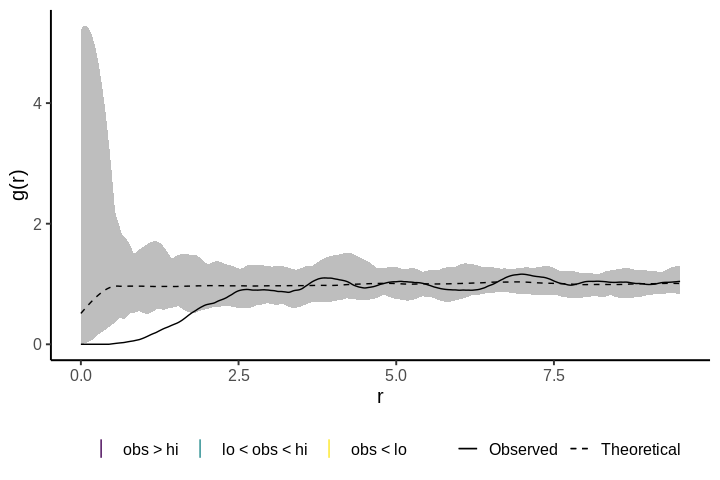 4
g(r)
2
0
0.0 2.5 5.0 7.5
r
obs > hi lo < obs < hi obs < lo Observed Theoretical